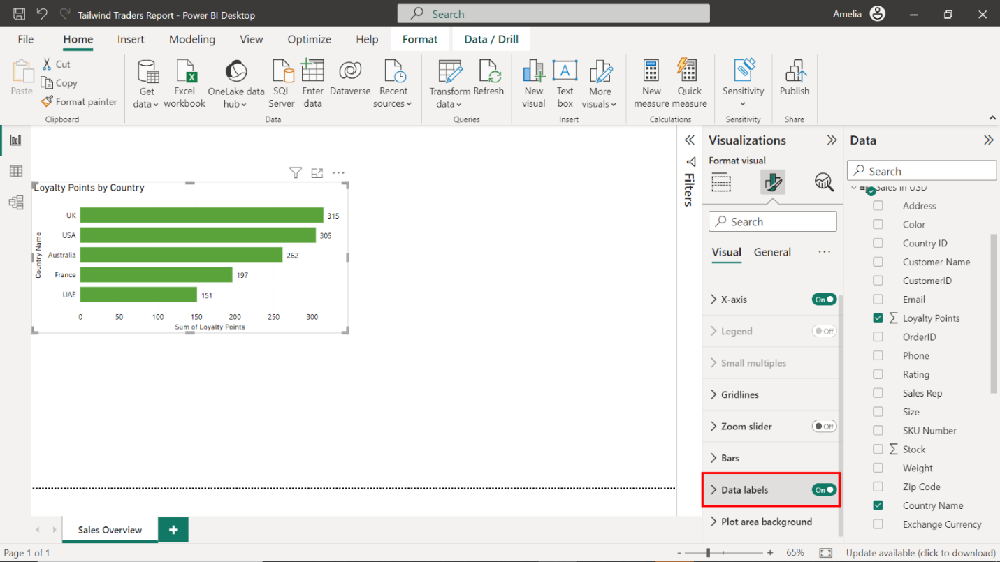 Tailwind Traders Report - Power BI Desktop
Search
Amelia
File Home Insert Modeling View Optimize Help Format Data / Drill
Paste
Cut
Copy
Format painter
Clipboard
Get data
Excel workbook
OneLake data hub
SQL Server
Enter data
Dataverse
Recent sources
Data
Transform data
Refresh
Queries
New visual
Text box
More visuals
Insert
New measure
Quick measure
Calculations
Sensitivity
Sensitivity
Publish
Share
Loyalty Points by Country
Country Name
UK 315
USA 305
Australia 262
France 197
UAE 151
0 50 100 150 200 250 300
Sum of Loyalty Points
Filters
Visualizations
Format visual
Search
Visual General
X-axis On
Legend Off
Small multiples
Gridlines
Zoom slider Off
Bars
Data labels On
Plot area background
Data
Search
Sales in USD
Address
Color
Country ID
Customer Name
CustomerID
Email
Loyalty Points
OrderID
Phone
Rating
Sales Rep
Size
SKU Number
Stock
Weight
Zip Code
Country Name
Exchange Currency
Sales Overview
Page 1 of 1
65%
Update available (click to download)